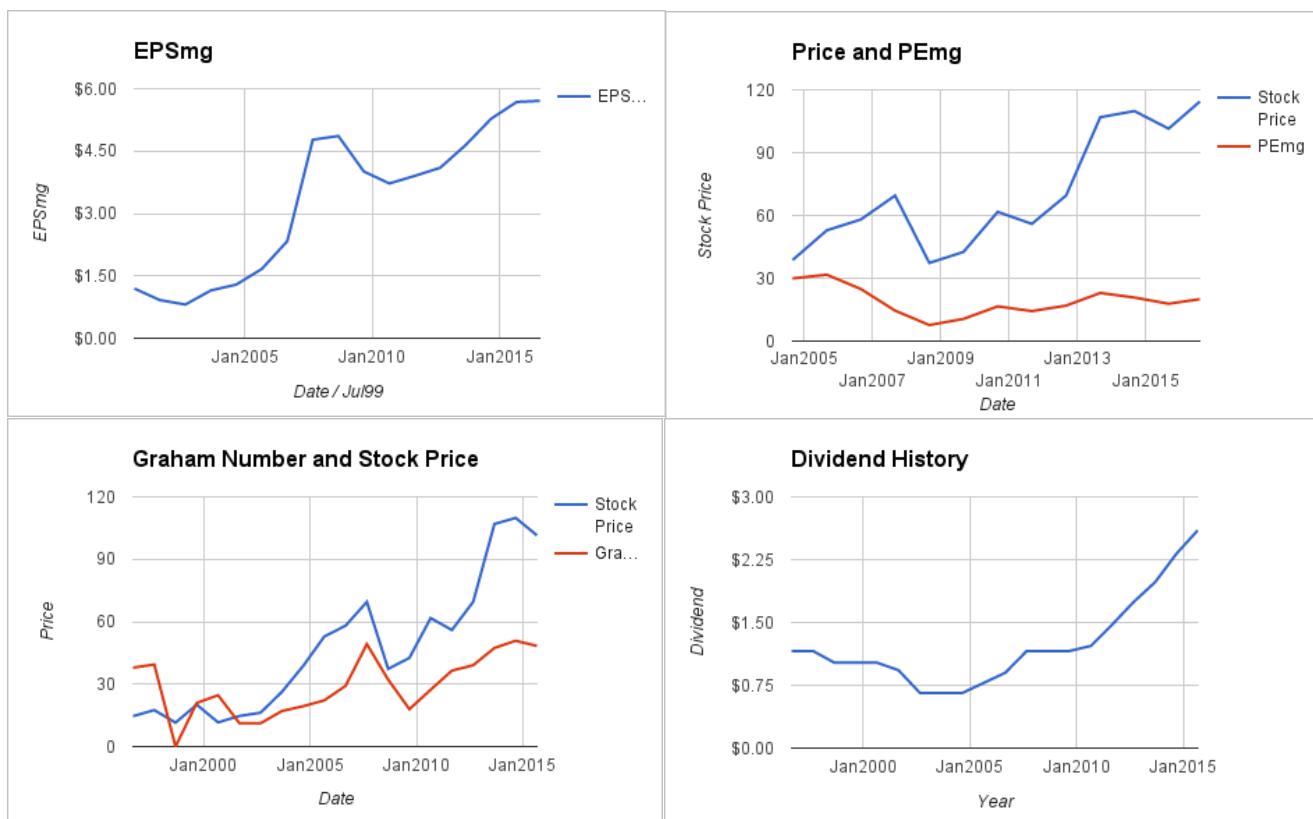 EPSmg
$6.00
$4.50
$3.00
$1.50
$0.00
EPSmg
Jan2005 Jan2010 Jan2015
Date / Jul99
EPS...
Price and PEmg
120
90
60
30
0
Stock Price
Jan2005 Jan2009 Jan2013
Jan2007 Jan2011 Jan2015
Date
Stock
Price
PEmg
Graham Number and Stock Price
120
90
60
30
0
Price
Jan2000 Jan2005 Jan2010 Jan2015
Date
Stock
Price
Gra...
Dividend History
$3.00
$2.25
$1.50
$0.75
$0.00
Dividend
Jan2000 Jan2005 Jan2010 Jan2015
Year